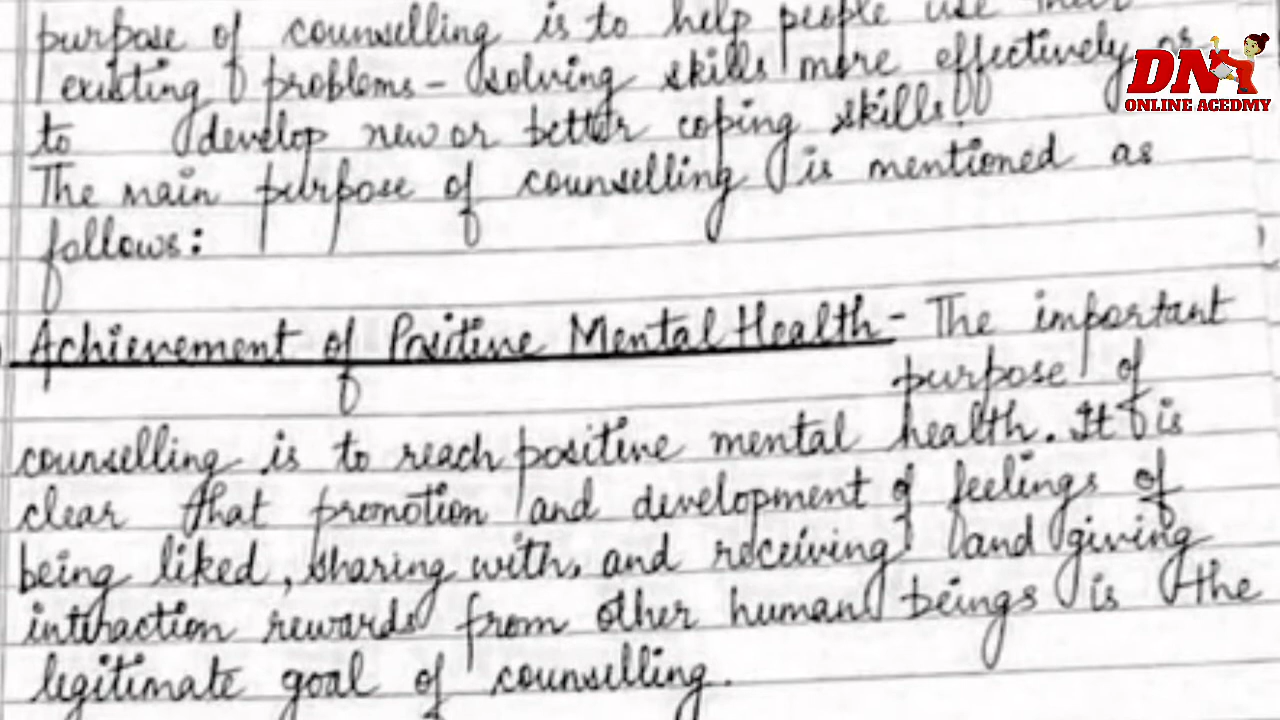 purpose of counselling is to help people use their
existing problems - solving skills more effectively or
to develop new or better coping skills.
The main purpose of counselling is mentioned as
follows:
Achievement of Positive Mental Health - The important
purpose of
counselling is to reach positive mental health. It is
clear that promotion and development of feelings of
being liked, sharing with, and receiving and giving
interaction rewards from other human beings is the
legitimate goal of counselling.
DN
ONLINE ACEDMY